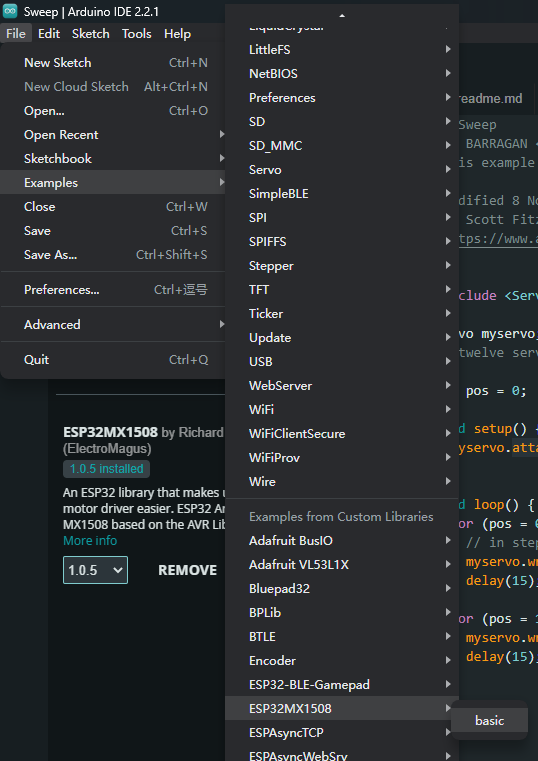 Sweep | Arduino IDE 2.2.1
File Edit Sketch Tools Help
New Sketch Ctrl+N
New Cloud Sketch Alt+Ctrl+N
Open... Ctrl+O
Open Recent
Sketchbook
Examples
Close Ctrl+W
Save Ctrl+S
Save As... Ctrl+Shift+S
Preferences... Ctrl+逗号
Advanced
Quit Ctrl+Q
ESP32MX1508 by Richard
(ElectroMagus)
1.0.5 installed
An ESP32 library that makes
motor driver easier. ESP32
MX1508 based on the AVR
More info
1.0.5 REMOVE
LiquidCrystal
LittleFS
NetBIOS
Preferences
SD
SD_MMC
Servo
SimpleBLE
SPI
SPIFFS
Stepper
TFT
Ticker
Update
USB
WebServer
WiFi
WiFiClientSecure
WiFiProv
Wire
Examples from Custom Libraries
Adafruit BusIO
Adafruit VL53L1X
Bluepad32
BPLib
BTLE
Encoder
ESP32-BLE-Gamepad
ESP32MX1508
ESPAsyncTCP
ESPAsyncWebSrv
basic
readme.md
Sweep
BARRAGAN <
is example
dified 8 No
Scott Fitz
tps://www.a
clude <Serv
vo myservo;
twelve serv
pos = 0;
d setup() {
yservo.atta
d loop() {
or (pos = 0
// in step
myservo.wr
delay(15);
or (pos = 1
myservo.wr
delay(15);